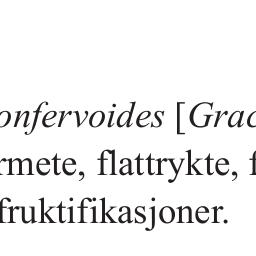 onfervoides [Grac
rmete, flattrykte, f
fruktifikasjoner.